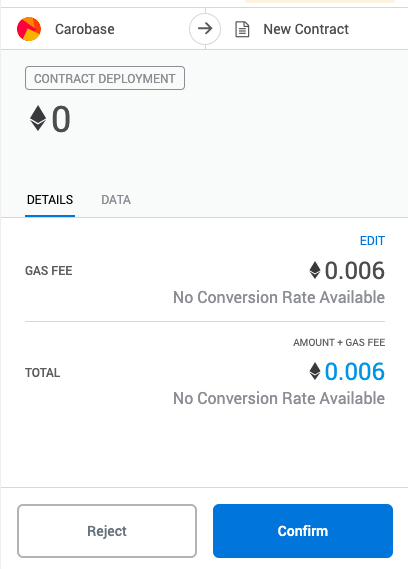 Carobase
New Contract
CONTRACT DEPLOYMENT
0
DETAILS
DATA
EDIT
GAS FEE
0.006
No Conversion Rate Available
AMOUNT + GAS FEE
TOTAL
0.006
No Conversion Rate Available
Reject
Confirm